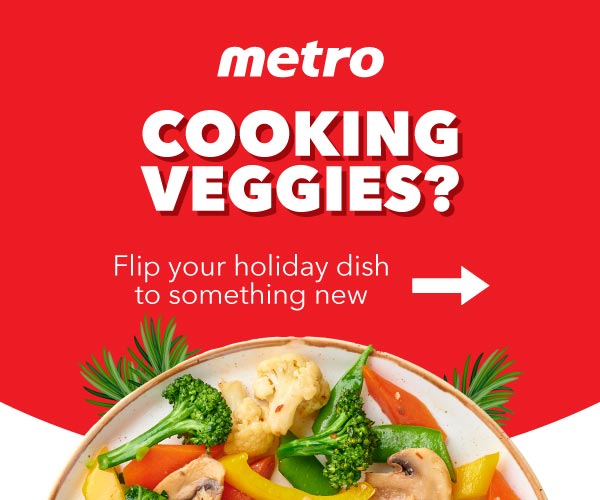 metro
COOKING
VEGGIES?
Flip your holiday dish
to something new